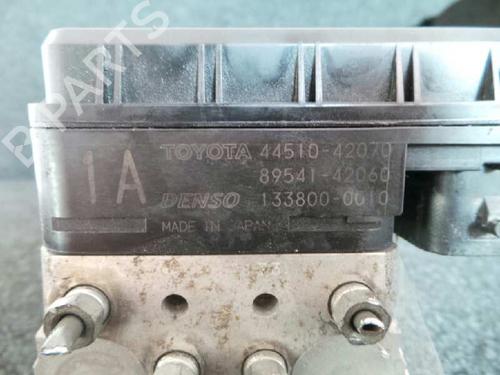 B-PARTS
1A
TOYOTA 44510-42070
89541-42060
DENSO 133800-0010
MADE IN JAPAN